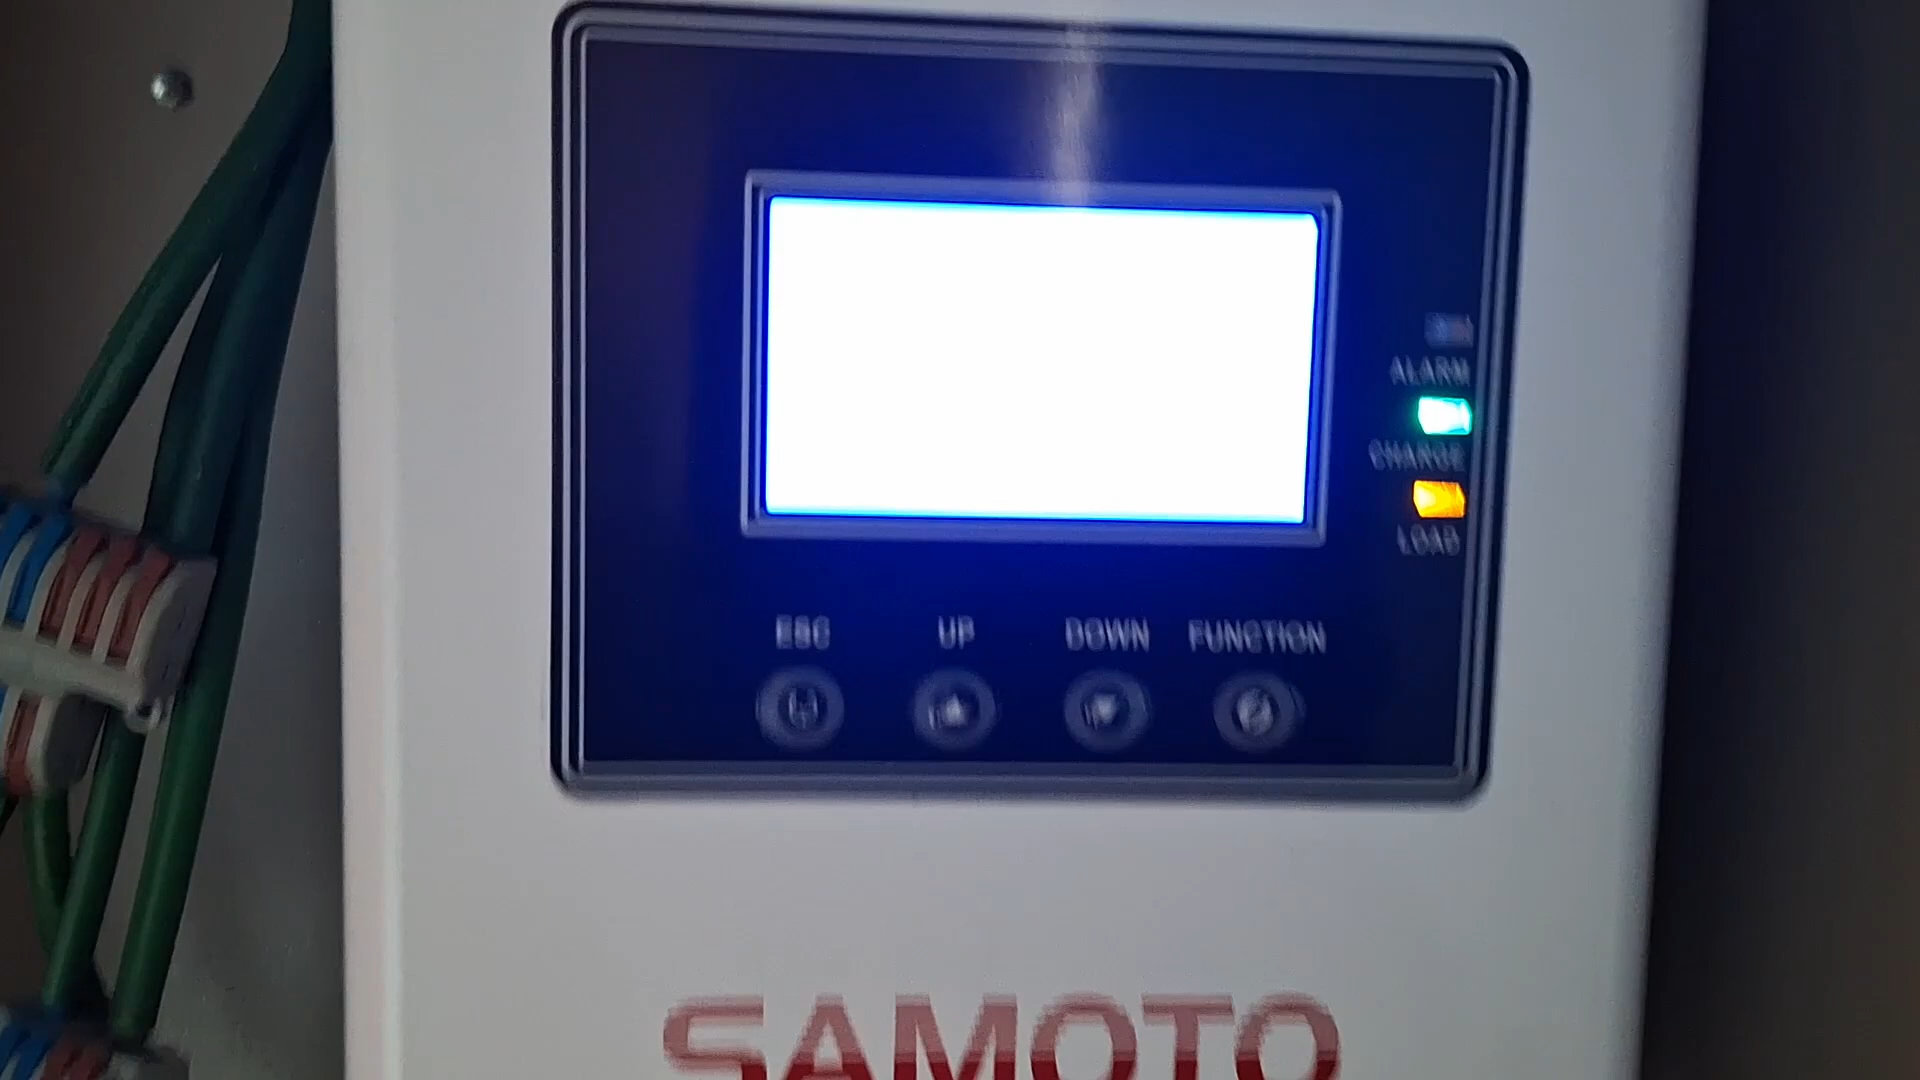 ALARM
CHARGE
LOAD
ESC UP DOWN FUNCTION
SAMOTO